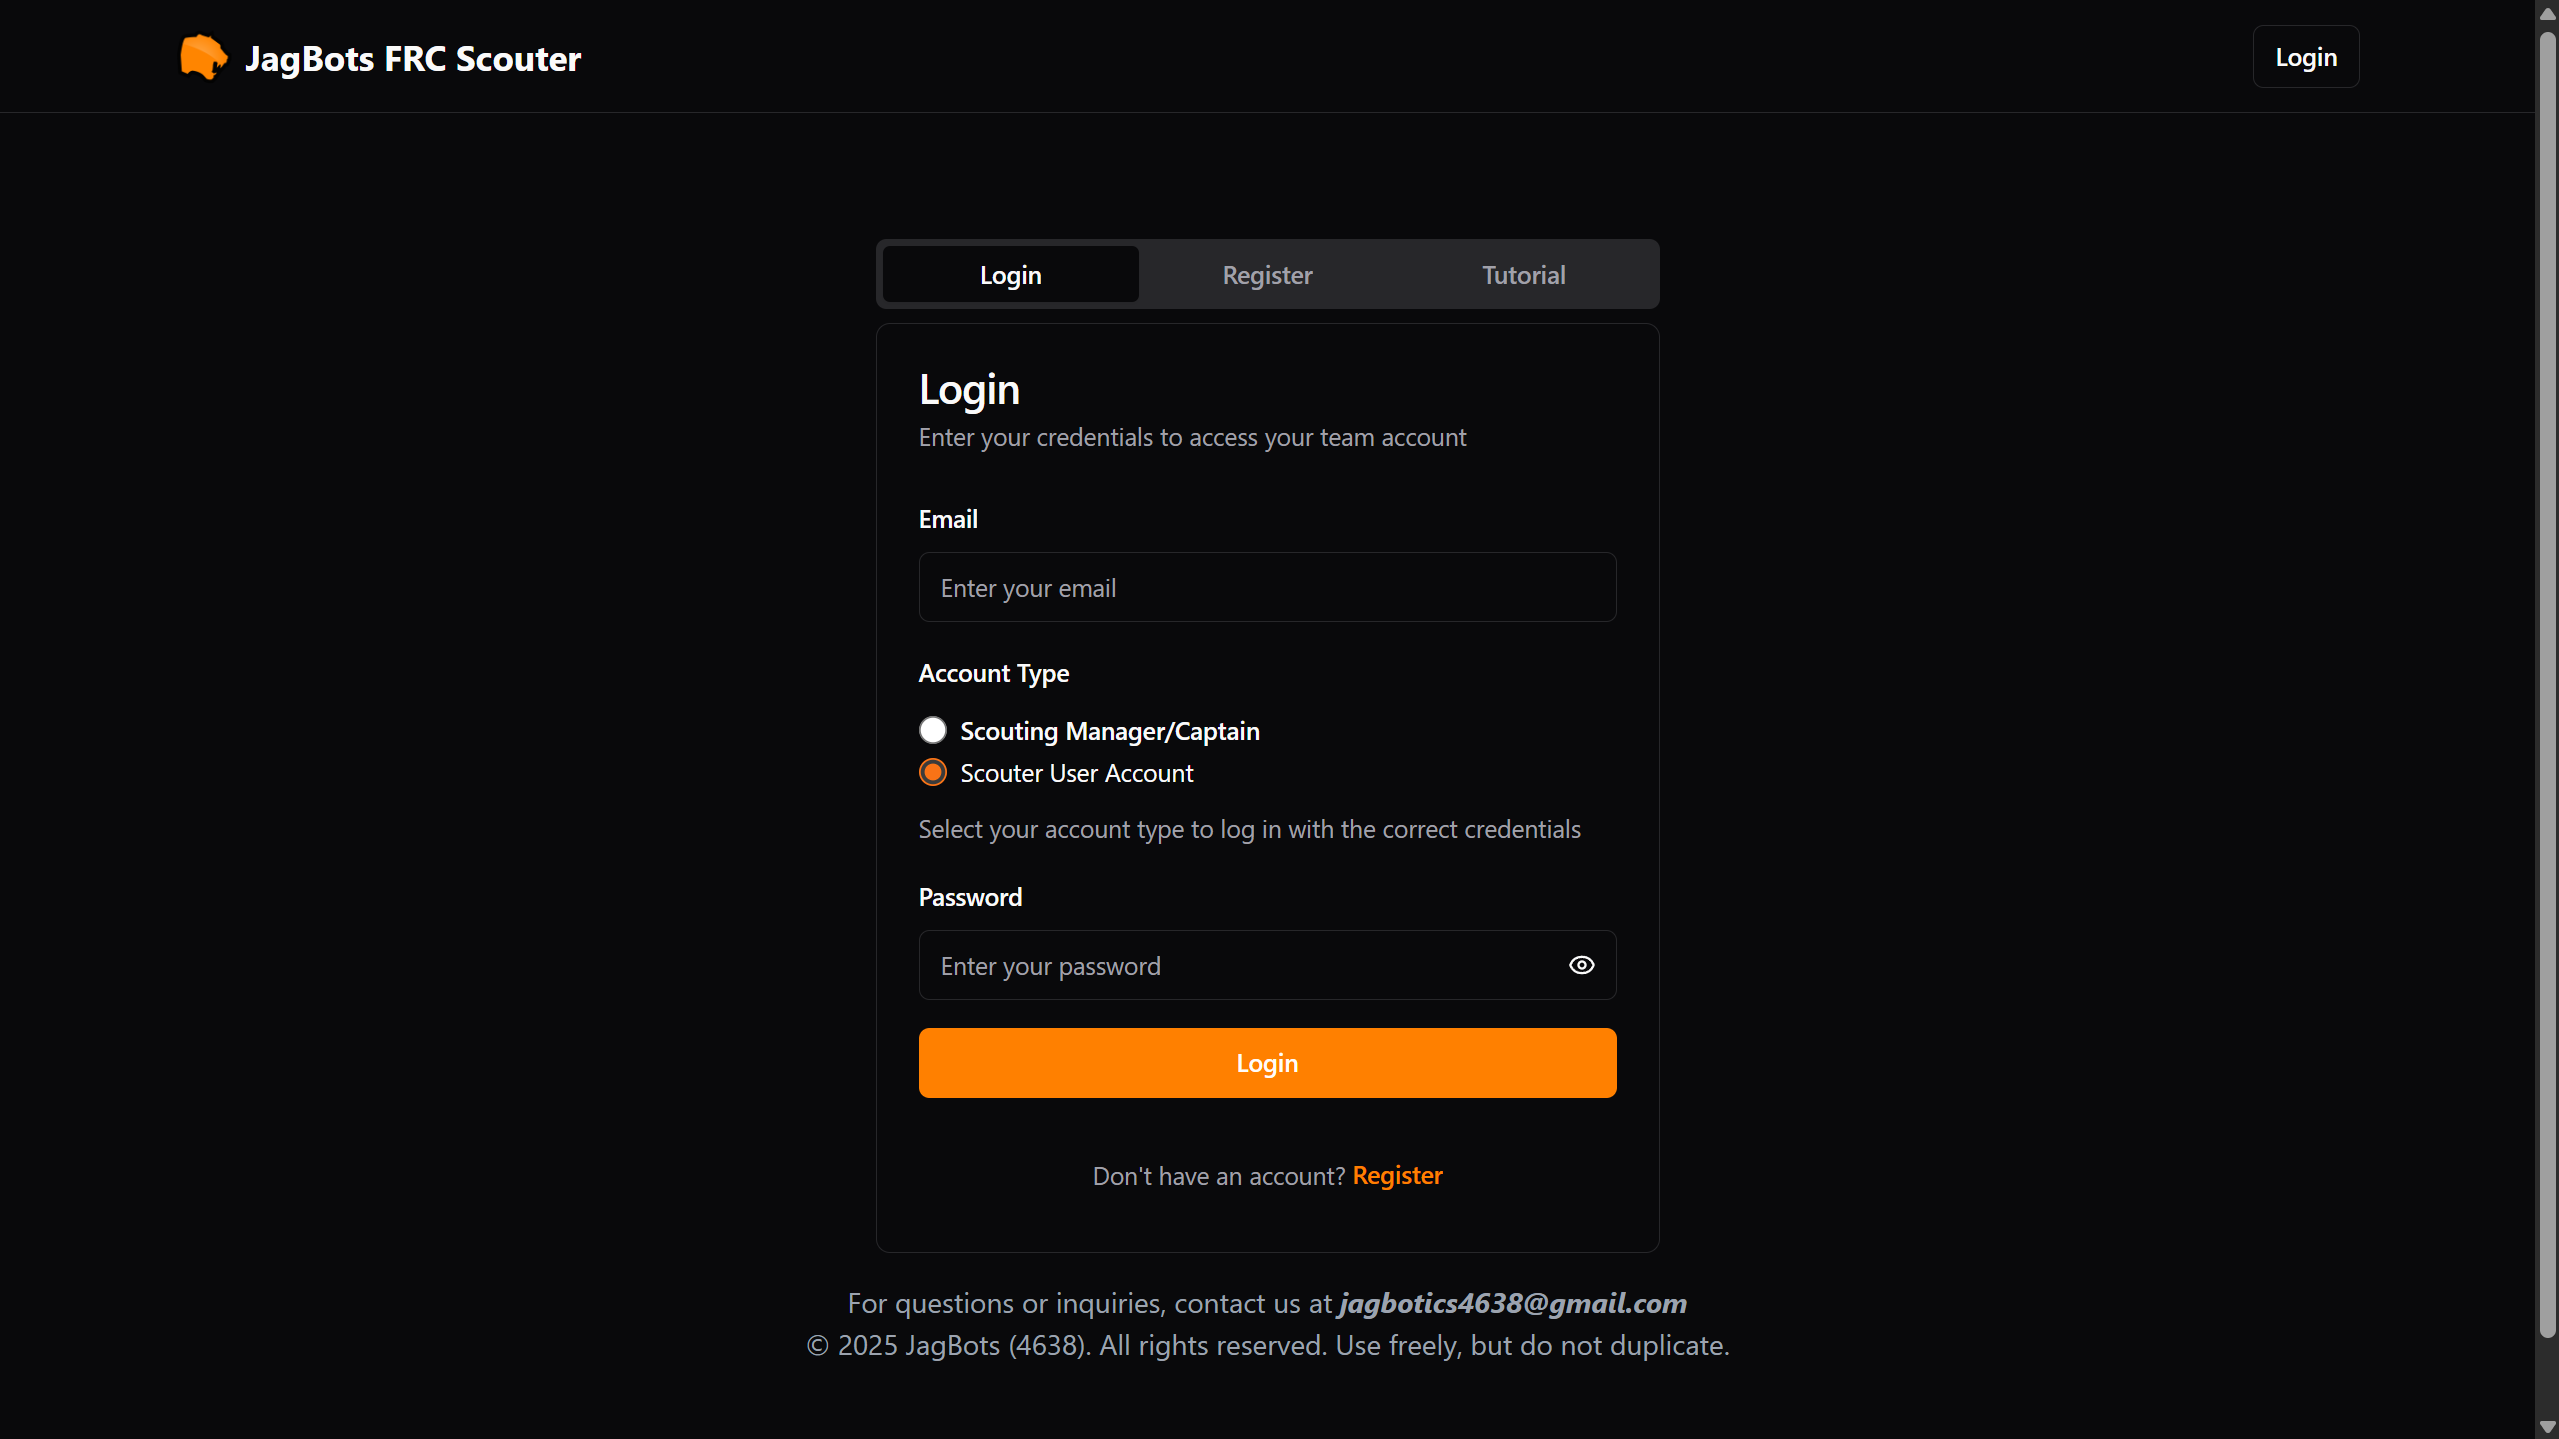 JagBots FRC Scouter
Login
Login
Register
Tutorial
Login
Enter your credentials to access your team account
Email
Enter your email
Account Type
Scouting Manager/Captain
Scouter User Account
Select your account type to log in with the correct credentials
Password
Enter your password
Login
Don't have an account? Register
For questions or inquiries, contact us at jagbotics4638@gmail.com
© 2025 JagBots (4638). All rights reserved. Use freely, but do not duplicate.